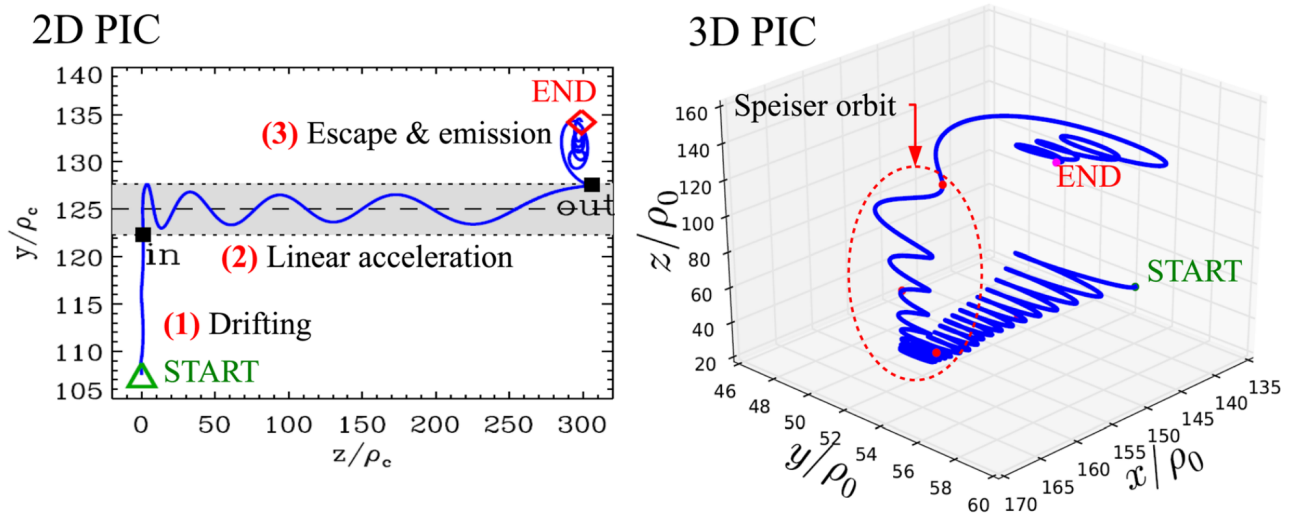 2D PIC
140
135
130
125
120
115
110
105
y/ρc
END
(3) Escape & emission
out
in
(2) Linear acceleration
(1) Drifting
START
0 50 100 150 200 250 300
z/ρc
3D PIC
Speiser orbit
160
140
120
100
80
60
40
20
z/ρ0
END
START
46
48
50
52
54
56
58
60
y/ρ0
170
165
160
155
150
145
140
135
x/ρ0